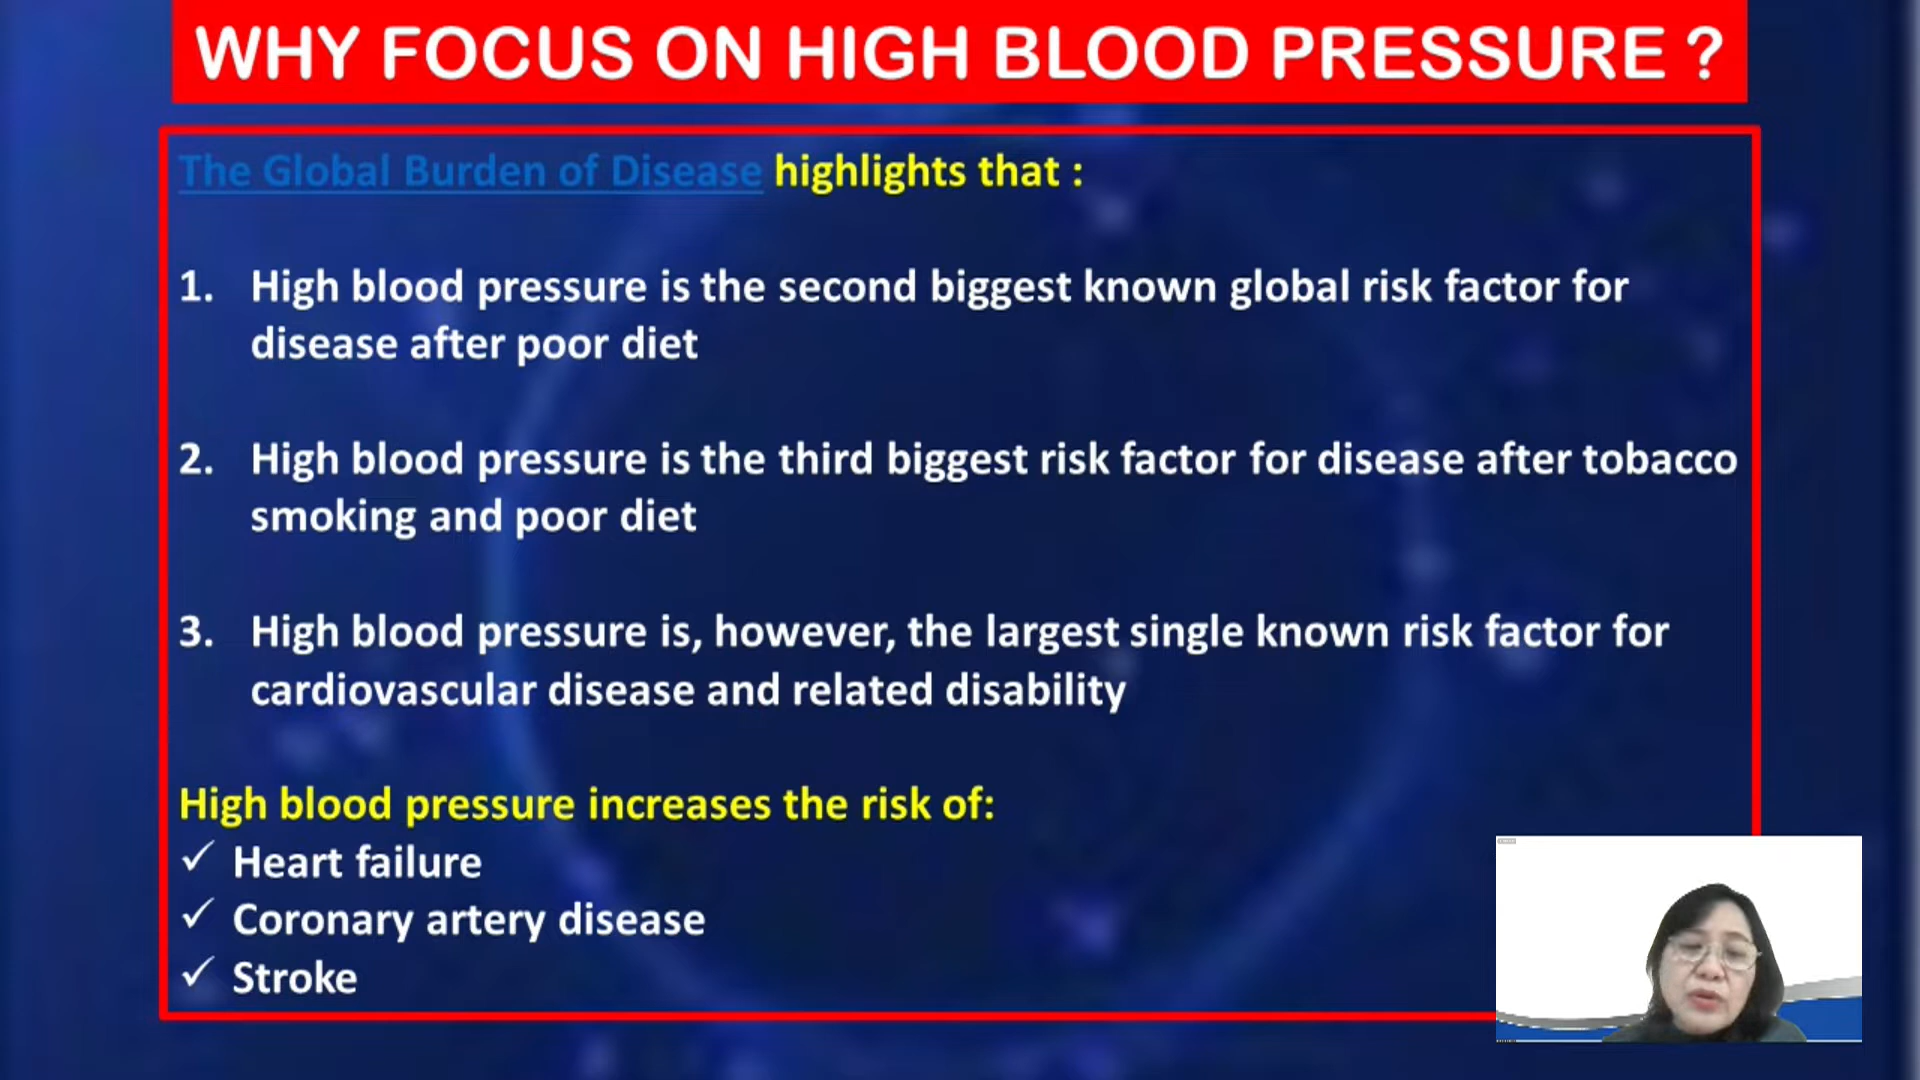 WHY FOCUS ON HIGH BLOOD PRESSURE ?
The Global Burden of Disease highlights that :
1. High blood pressure is the second biggest known global risk factor for
disease after poor diet
2. High blood pressure is the third biggest risk factor for disease after tobacco
smoking and poor diet
3. High blood pressure is, however, the largest single known risk factor for
cardiovascular disease and related disability
High blood pressure increases the risk of:
✓ Heart failure
✓ Coronary artery disease
✓ Stroke